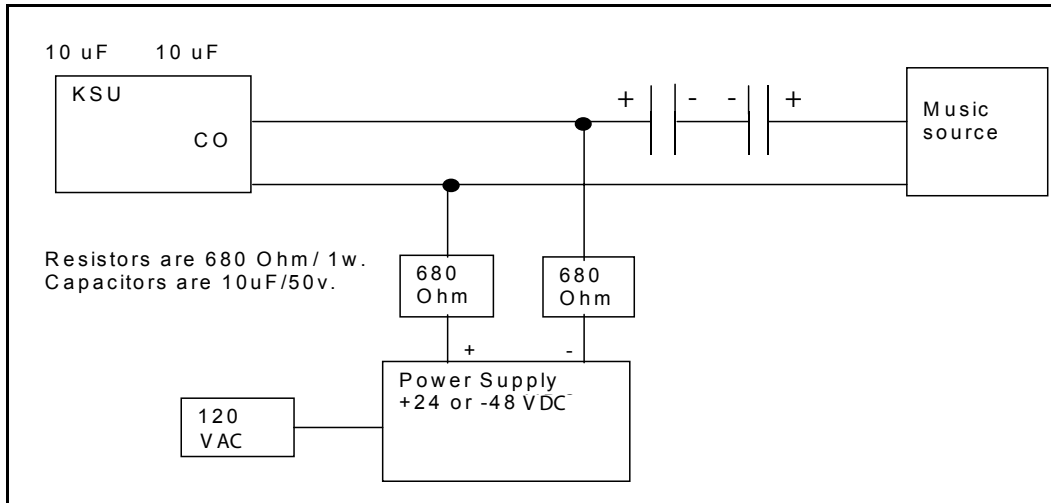 10 uF 10 uF
KSU
CO
+ - - +
Music
source
Resistors are 680 Ohm/ 1w.
Capacitors are 10uF/50v.
680
Ohm
680
Ohm
+ -
Power Supply
+24 or -48 VDC
120
VAC